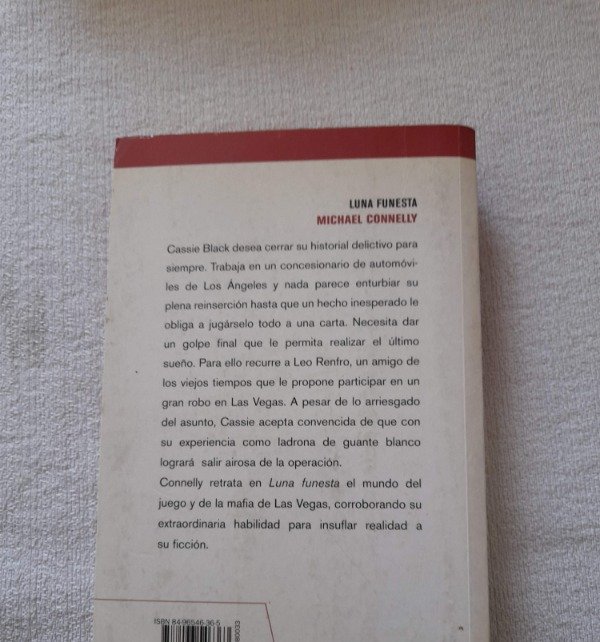 LUNA FUNESTA
MICHAEL CONNELLY
Cassie Black desea cerrar su historial delictivo para
siempre. Trabaja en un concesionario de automóvi-
les de Los Ángeles y nada parece enturbiar su
plena reinserción hasta que un hecho inesperado le
obliga a jugárselo todo a una carta. Necesita dar
un golpe final que le permita realizar el último
sueño. Para ello recurre a Leo Renfro, un amigo de
los viejos tiempos que le propone participar en un
gran robo en Las Vegas. A pesar de lo arriesgado
del asunto, Cassie acepta convencida de que con
su experiencia como ladrona de guante blanco
logrará salir airosa de la operación.
Connelly retrata en Luna funesta el mundo del
juego y de la mafia de Las Vegas, corroborando su
extraordinaria habilidad para insuflar realidad a
su ficción.
ISBN 84-96546-36-5